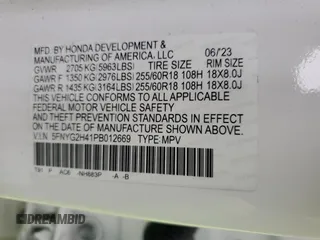 MFD. BY HONDA DEVELOPMENT &
MANUFACTURING OF AMERICA, LLC 06/'23
GVWR 2705 KG(5963LBS) TIRE SIZE RIM SIZE
GAWR F 1350 KG(2976LBS) 255/60R18 108H 18X8.0J
GAWR R 1435 KG(3164LBS) 255/60R18 108H 18X8.0J
THIS VEHICLE CONFORMS TO ALL APPLICABLE
FEDERAL MOTOR VEHICLE SAFETY
AND THEFT PREVENTION STANDARDS IN EFFECT ON
THE DATE OF MANUFACTURE SHOWN ABOVE.
V.I.N. 5FNYG2H41PB012669 TYPE:MPV
NH883P -A -B
DREAMBID